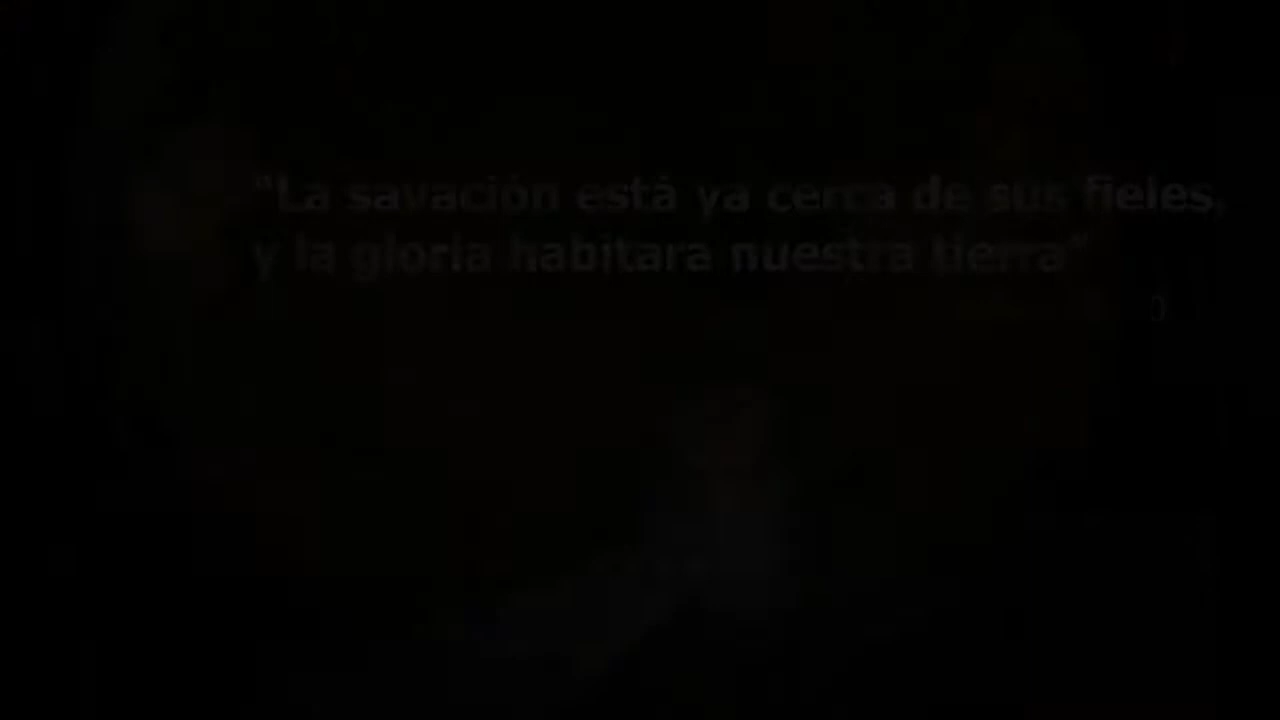 "La savación está ya cerca de sus fieles,
y la gloria habitara nuestra tierra"